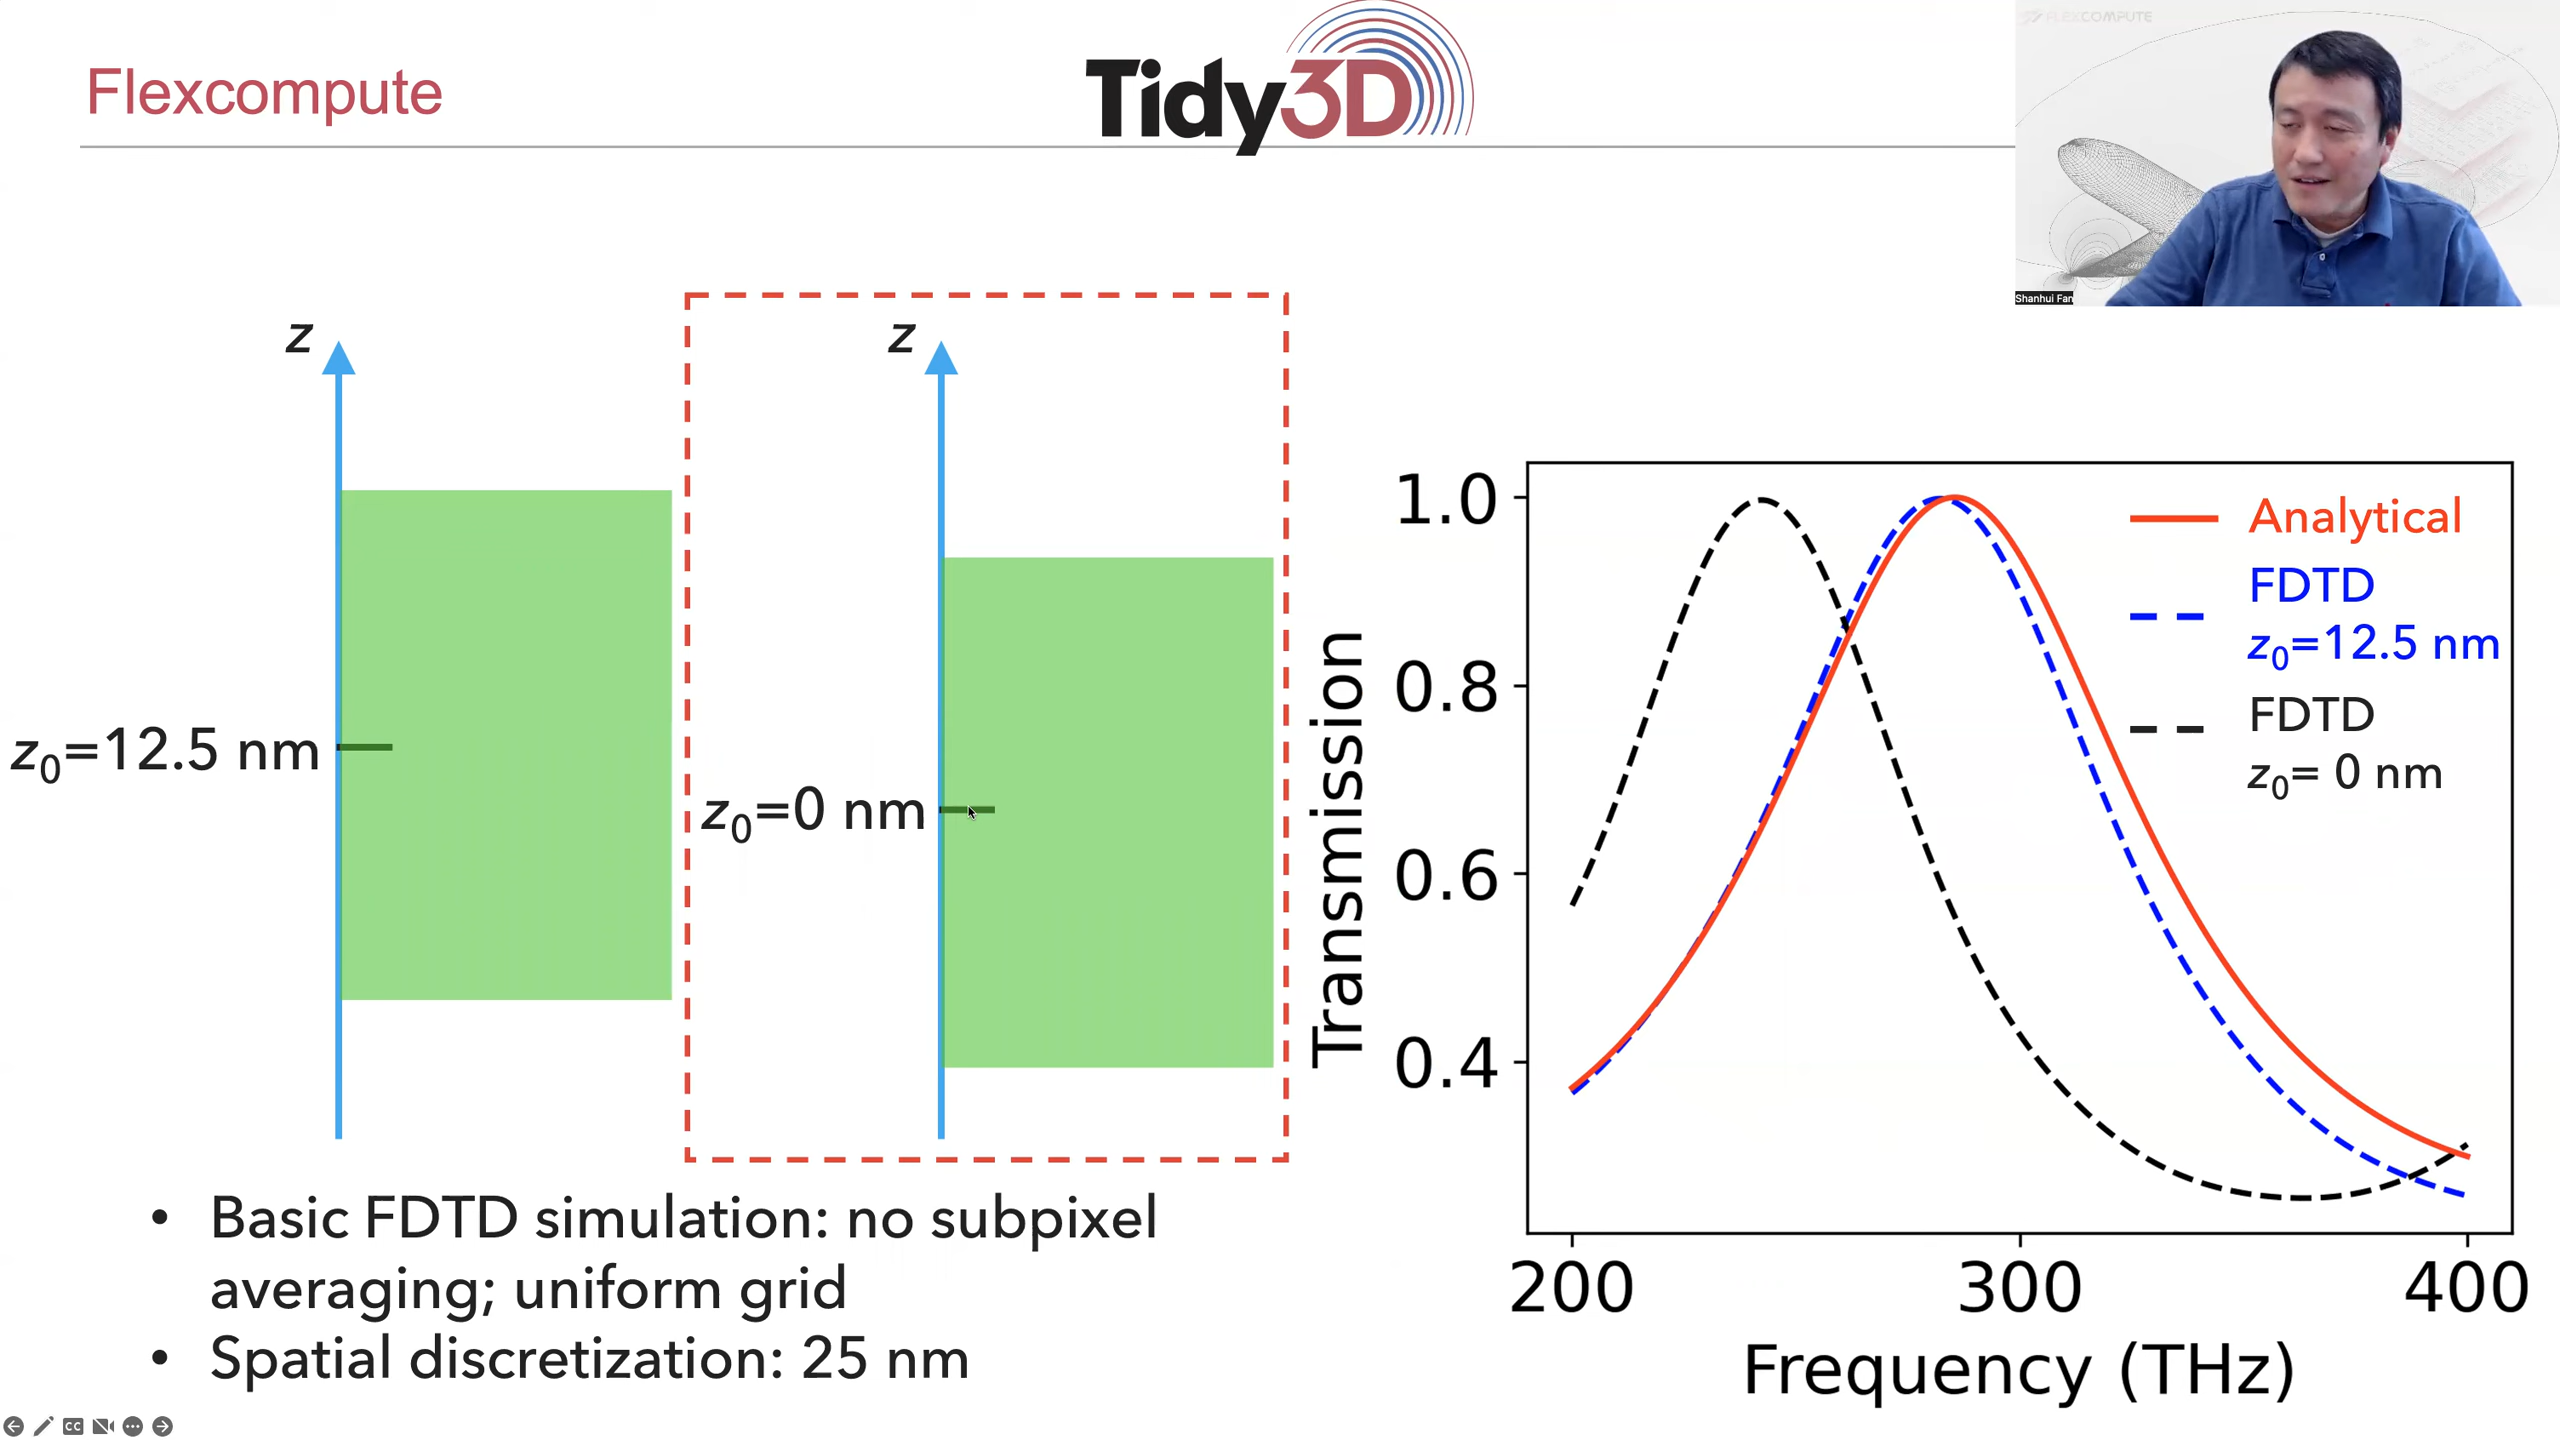 Flexcompute
Tidy3D
FLEXCOMPUTE
Shanhui Fan
z
z
z0=12.5 nm
z0=0 nm
Transmission
1.0
0.8
0.6
0.4
Analytical
FDTD
z0=12.5 nm
FDTD
z0= 0 nm
200
300
400
Frequency (THz)
• Basic FDTD simulation: no subpixel
averaging; uniform grid
• Spatial discretization: 25 nm
CC